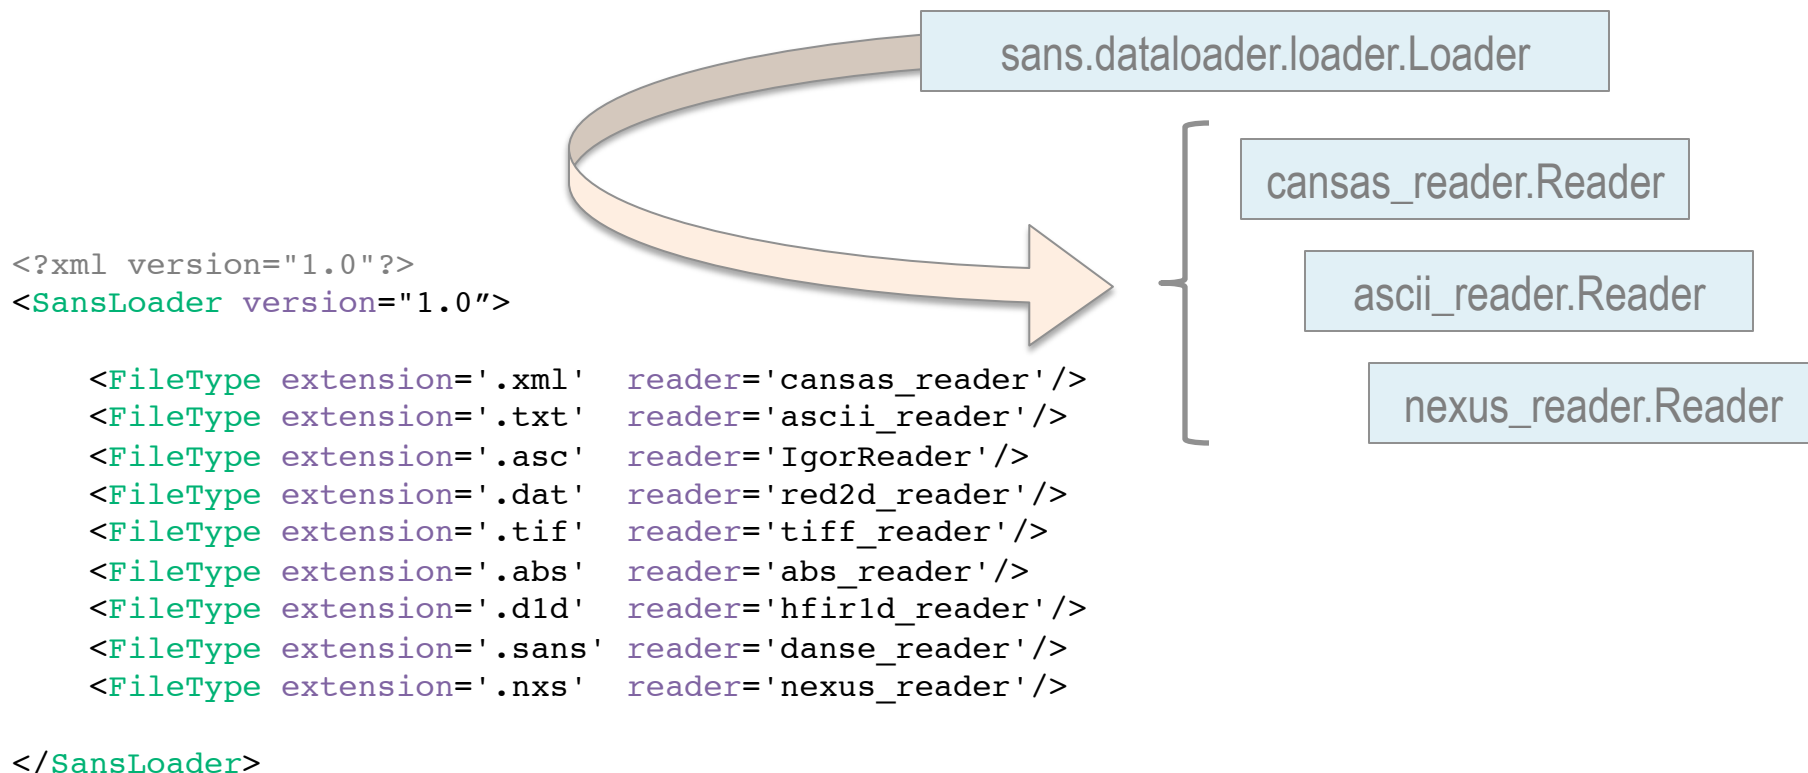 sans.dataloader.loader.Loader
cansas_reader.Reader
ascii_reader.Reader
nexus_reader.Reader
<?xml version="1.0"?>
<SansLoader version="1.0″>
<FileType extension='.xml' reader='cansas_reader'/>
<FileType extension='.txt' reader='ascii_reader'/>
<FileType extension='.asc' reader='IgorReader'/>
<FileType extension='.dat' reader='red2d_reader'/>
<FileType extension='.tif' reader='tiff_reader'/>
<FileType extension='.abs' reader='abs_reader'/>
<FileType extension='.d1d' reader='hfir1d_reader'/>
<FileType extension='.sans' reader='danse_reader'/>
<FileType extension='.nxs' reader='nexus_reader'/>
</SansLoader>